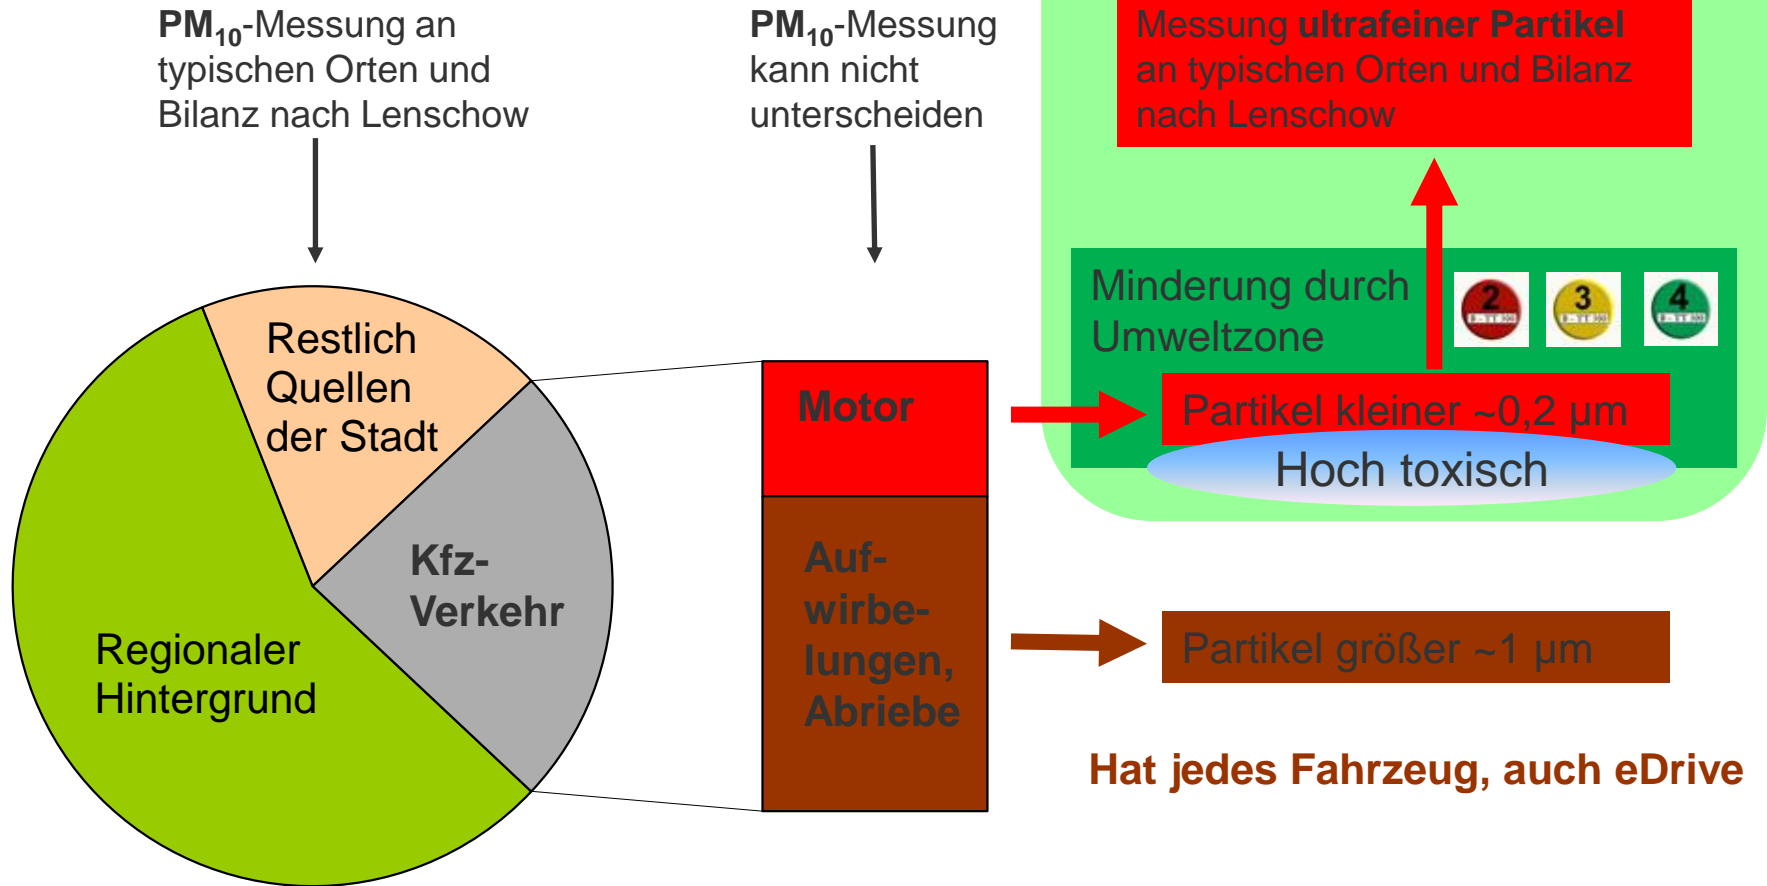 PM10-Messung an
typischen Orten und
Bilanz nach Lenschow
PM10-Messung
kann nicht
unterscheiden
Messung ultrafeiner Partikel
an typischen Orten und Bilanz
nach Lenschow
Minderung durch
Umweltzone
2
3
4
Restlich
Quellen
der Stadt
Kfz-
Verkehr
Regionaler
Hintergrund
Motor
Auf-
wirbe-
lungen,
Abriebe
Partikel kleiner ~0,2 µm
Hoch toxisch
Partikel größer ~1 µm
Hat jedes Fahrzeug, auch eDrive